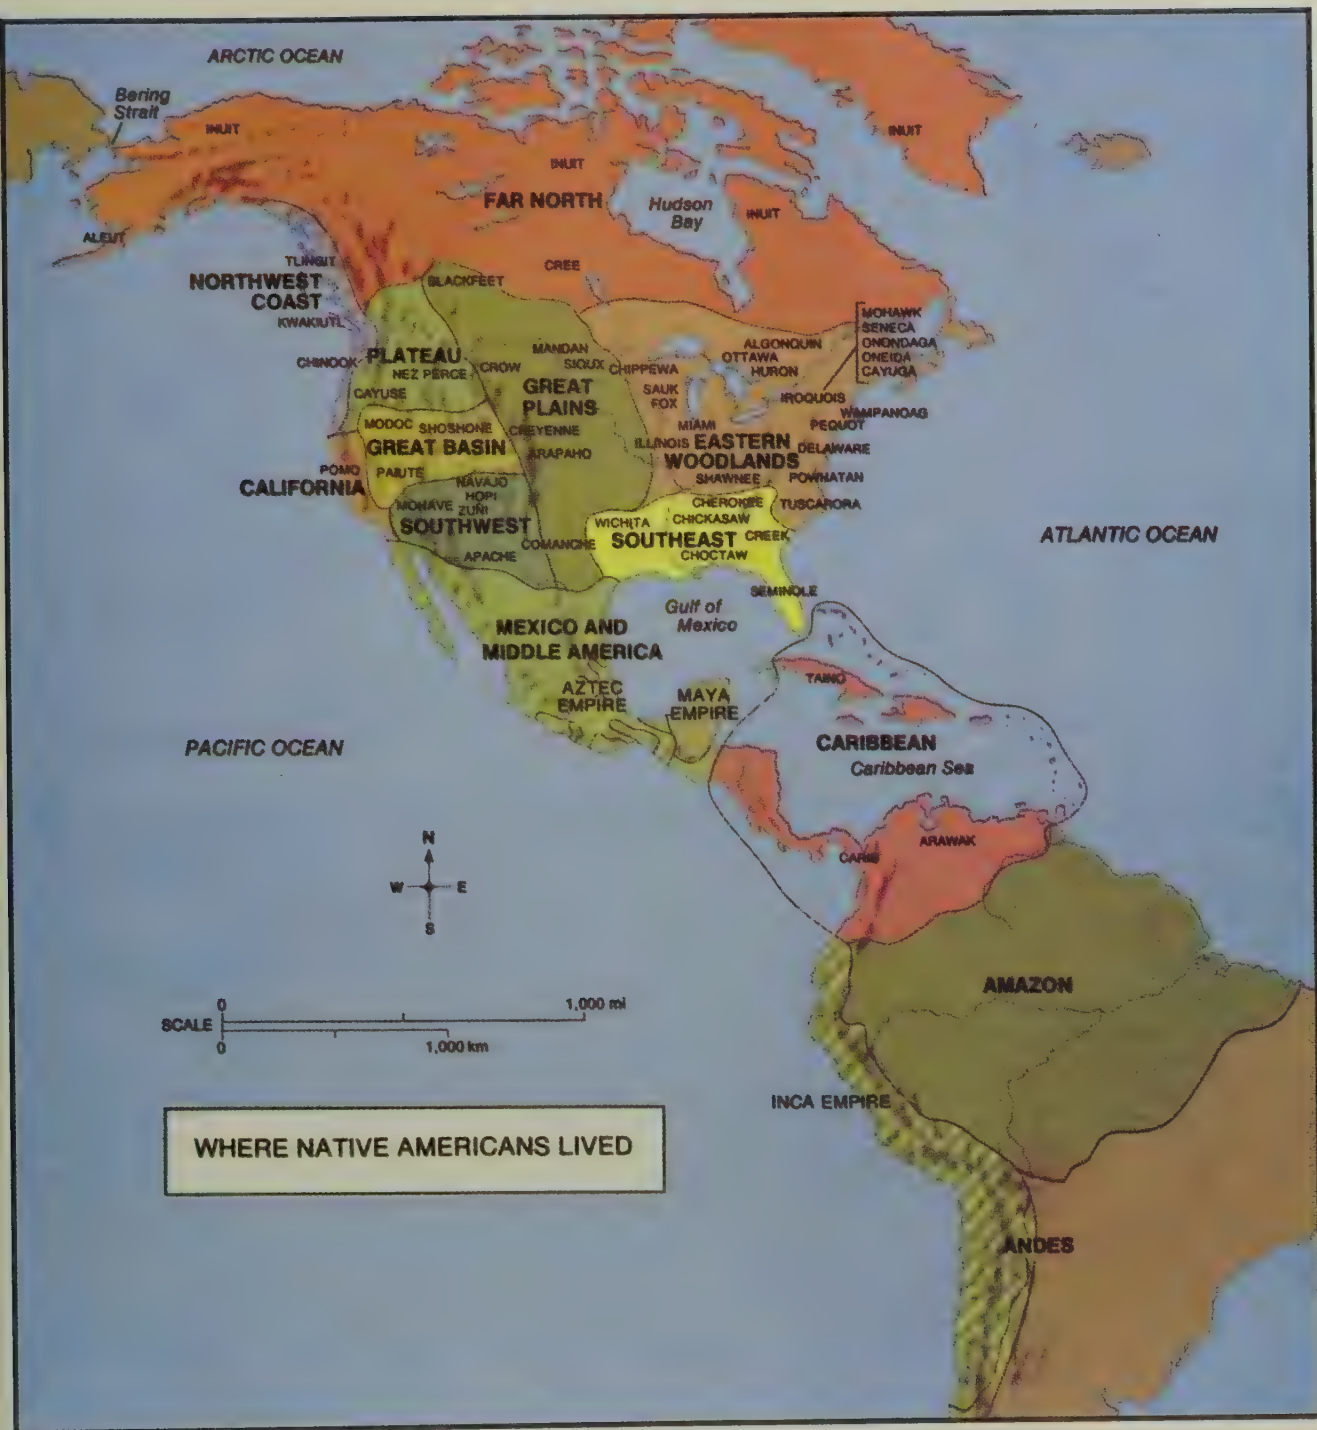 ARCTIC OCEAN
Bering
Strait
INUIT
INUIT
INUIT
FAR NORTH
Hudson
Bay
INUIT
ALEUT
TLINGIT
NORTHWEST
COAST
KWAKIUTL
CREE
BLACKFEET
MOHAWK
SENECA
ONONDAGA
ONEIDA
CAYUGA
CHINOOK
PLATEAU
NEZ PERCE
CAYUSE
CROW
MANDAN
SIOUX
GREAT
PLAINS
CHEYENNE
ARAPAHO
CHIPPEWA
SAUK
FOX
ALGONQUIN
OTTAWA
HURON
IROQUOIS
WAMPANOAG
PEQUOT
MIAMI
ILLINOIS
EASTERN
WOODLANDS
DELAWARE
SHAWNEE
POWHATAN
TUSCARORA
MODOC
SHOSHONE
GREAT BASIN
POMO
PAIUTE
CALIFORNIA
NAVAJO
HOPI
ZUÑI
MOHAVE
SOUTHWEST
APACHE
COMANCHE
WICHITA
CHEROKEE
CHICKASAW
SOUTHEAST
CREEK
CHOCTAW
SEMINOLE
ATLANTIC OCEAN
Gulf of
Mexico
MEXICO AND
MIDDLE AMERICA
AZTEC
EMPIRE
MAYA
EMPIRE
TAINO
CARIBBEAN
Caribbean Sea
PACIFIC OCEAN
CARIB
ARAWAK
N
W E
S
AMAZON
0 1,000 mi
SCALE
0 1,000 km
INCA EMPIRE
WHERE NATIVE AMERICANS LIVED
ANDES